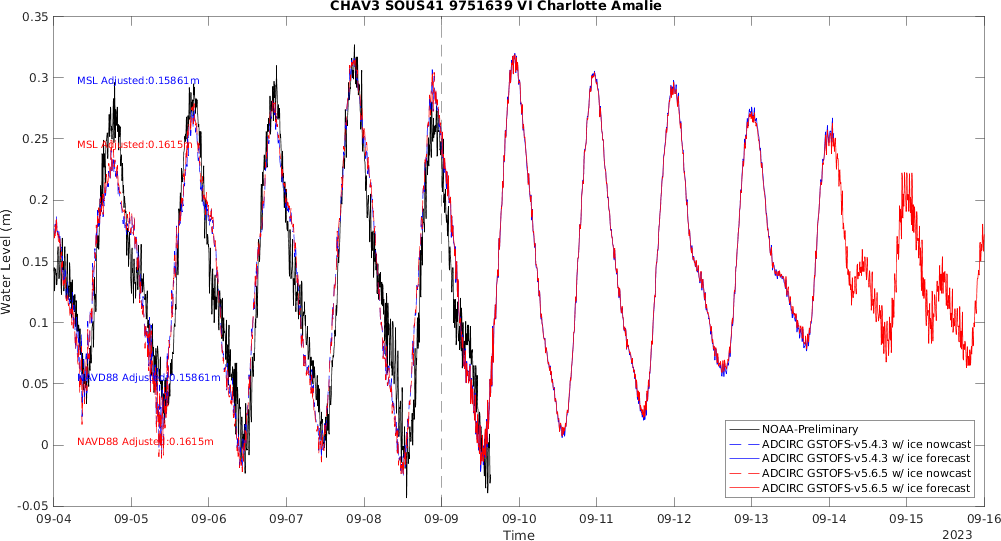 CHAV3 SOUS41 9751639 VI Charlotte Amalie
0.35
0.3
0.25
0.2
0.15
0.1
0.05
0
-0.05
Water Level (m)
MSL Adjusted:0.15861m
MSL Adjusted:0.1615m
NAVD88 Adjusted:0.15861m
NAVD88 Adjusted:0.1615m
NOAA-Preliminary
ADCIRC GSTOFS-v5.4.3 w/ ice nowcast
ADCIRC GSTOFS-v5.4.3 w/ ice forecast
ADCIRC GSTOFS-v5.6.5 w/ ice nowcast
ADCIRC GSTOFS-v5.6.5 w/ ice forecast
09-04 09-05 09-06 09-07 09-08 09-09 09-10 09-11 09-12 09-13 09-14 09-15 09-16
Time
2023